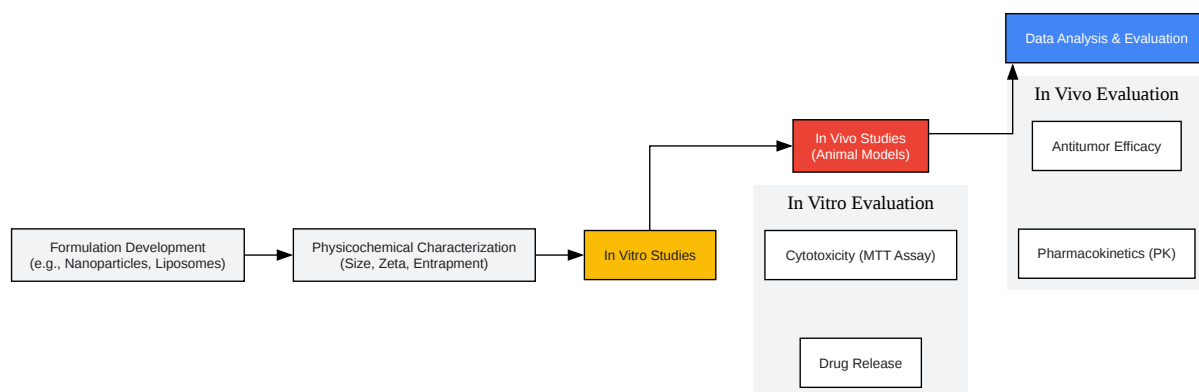 Data Analysis & Evaluation
In Vivo Evaluation
Antitumor Efficacy
Pharmacokinetics (PK)
In Vivo Studies
(Animal Models)
In Vitro Evaluation
Cytotoxicity (MTT Assay)
Drug Release
Formulation Development
(e.g., Nanoparticles, Liposomes)
Physicochemical Characterization
(Size, Zeta, Entrapment)
In Vitro Studies